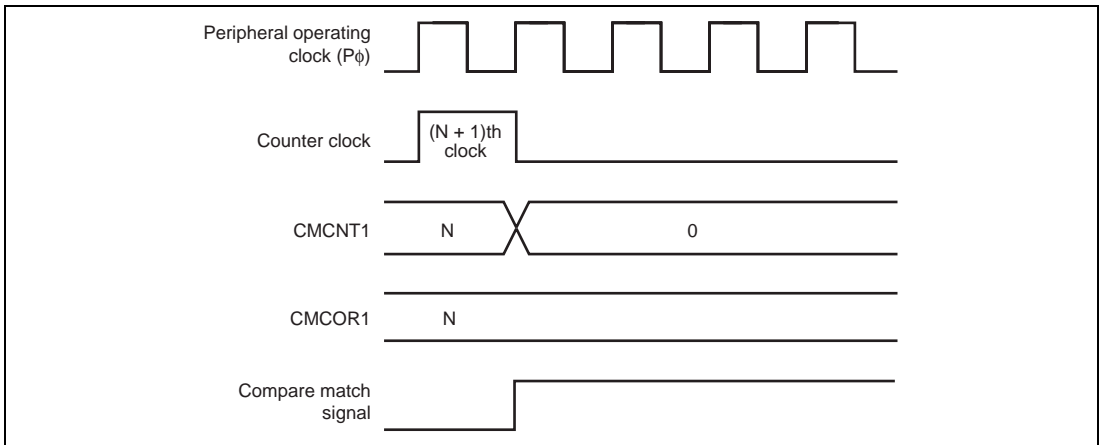 Peripheral operating
clock (Pϕ)
Counter clock
(N + 1)th
clock
CMCNT1
N
0
CMCOR1
N
Compare match
signal